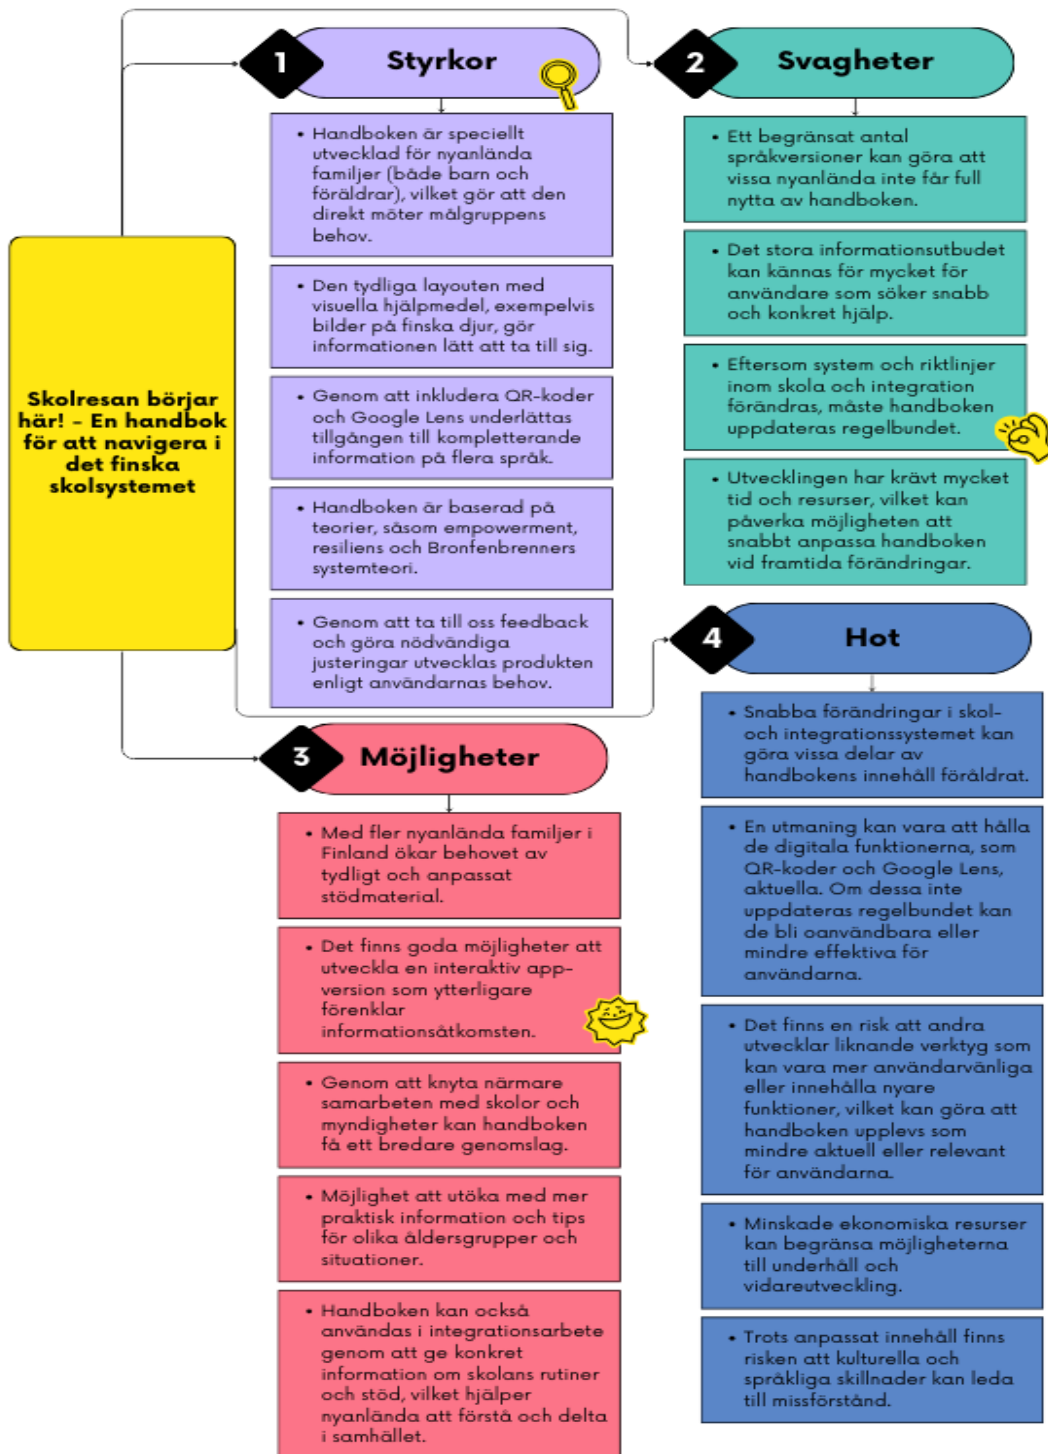 Skolresan börjar
här! - En handbok
för att navigera i
det finska
skolsystemet
1
Styrkor
• Handboken är speciellt
utvecklad för nyanlända
familjer (både barn och
föräldrar), vilket gör att den
direkt möter målgruppens
behov.
• Den tydliga layouten med
visuella hjälpmedel, exempelvis
bilder på finska djur, gör
informationen lätt att ta till sig.
• Genom att inkludera QR-koder
och Google Lens underlättas
tillgången till kompletterande
information på flera språk.
• Handboken är baserad på
teorier, såsom empowerment,
resiliens och Bronfenbrenners
systemteori.
• Genom att ta till oss feedback
och göra nödvändiga
justeringar utvecklas produkten
enligt användarnas behov.
2
Svagheter
• Ett begränsat antal
språkversioner kan göra att
vissa nyanlända inte får full
nytta av handboken.
• Det stora informationsutbudet
kan kännas för mycket för
användare som söker snabb
och konkret hjälp.
• Eftersom system och riktlinjer
inom skola och integration
förändras, måste handboken
uppdateras regelbundet.
• Utvecklingen har krävt mycket
tid och resurser, vilket kan
påverka möjligheten att
snabbt anpassa handboken
vid framtida förändringar.
3
Möjligheter
• Med fler nyanlända familjer i
Finland ökar behovet av
tydligt och anpassat
stödmaterial.
• Det finns goda möjligheter att
utveckla en interaktiv app-
version som ytterligare
förenklar
informationsåtkomsten.
• Genom att knyta närmare
samarbeten med skolor och
myndigheter kan handboken
få ett bredare genomslag.
• Möjlighet att utöka med mer
praktisk information och tips
för olika åldersgrupper och
situationer.
• Handboken kan också
användas i integrationsarbete
genom att ge konkret
information om skolans rutiner
och stöd, vilket hjälper
nyanlända att förstå och delta
i samhället.
4
Hot
• Snabba förändringar i skol-
och integrationssystemet kan
göra vissa delar av
handbokens innehåll föråldrat.
• En utmaning kan vara att hålla
de digitala funktionerna, som
QR-koder och Google Lens,
aktuella. Om dessa inte
uppdateras regelbundet kan
de bli oanvändbara eller
mindre effektiva för
användarna.
• Det finns en risk att andra
utvecklar liknande verktyg som
kan vara mer användarvänliga
eller innehålla nyare
funktioner, vilket kan göra att
handboken upplevs som
mindre aktuell eller relevant
för användarna.
• Minskade ekonomiska resurser
kan begränsa möjligheterna
till underhåll och
vidareutveckling.
• Trots anpassat innehåll finns
risken att kulturella och
språkliga skillnader kan leda
till missförstånd.